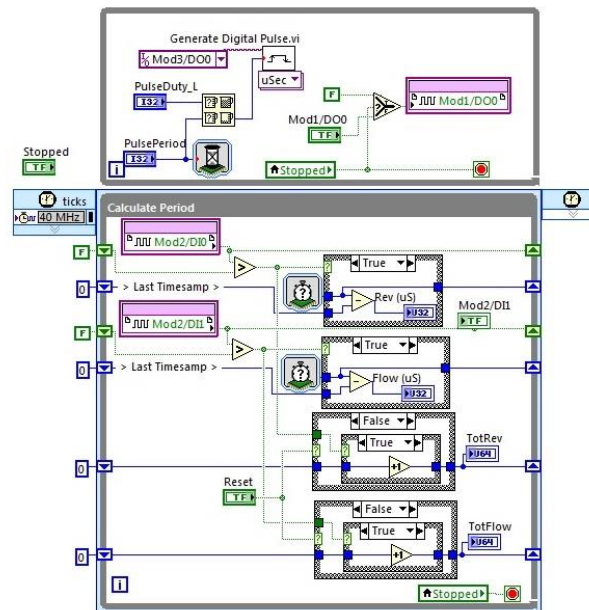 Generate Digital Pulse.vi
I/O Mod3/DO0
uSec
PulseDuty_L
I32
F
Mod1/DO0
Mod1/DO0
TF
PulsePeriod
I32
Stopped
TF
i
Stopped
ticks
40 MHz
Calculate Period
F
Mod2/DI0
>
?
True
0
> Last Timesamp >
Rev (uS)
U32
Mod2/DI1
TF
F
Mod2/DI1
>
?
True
0
> Last Timesamp >
Flow (uS)
U32
False
True
TotRev
0
+1
U64
Reset
TF
False
True
TotFlow
0
+1
U64
i
Stopped